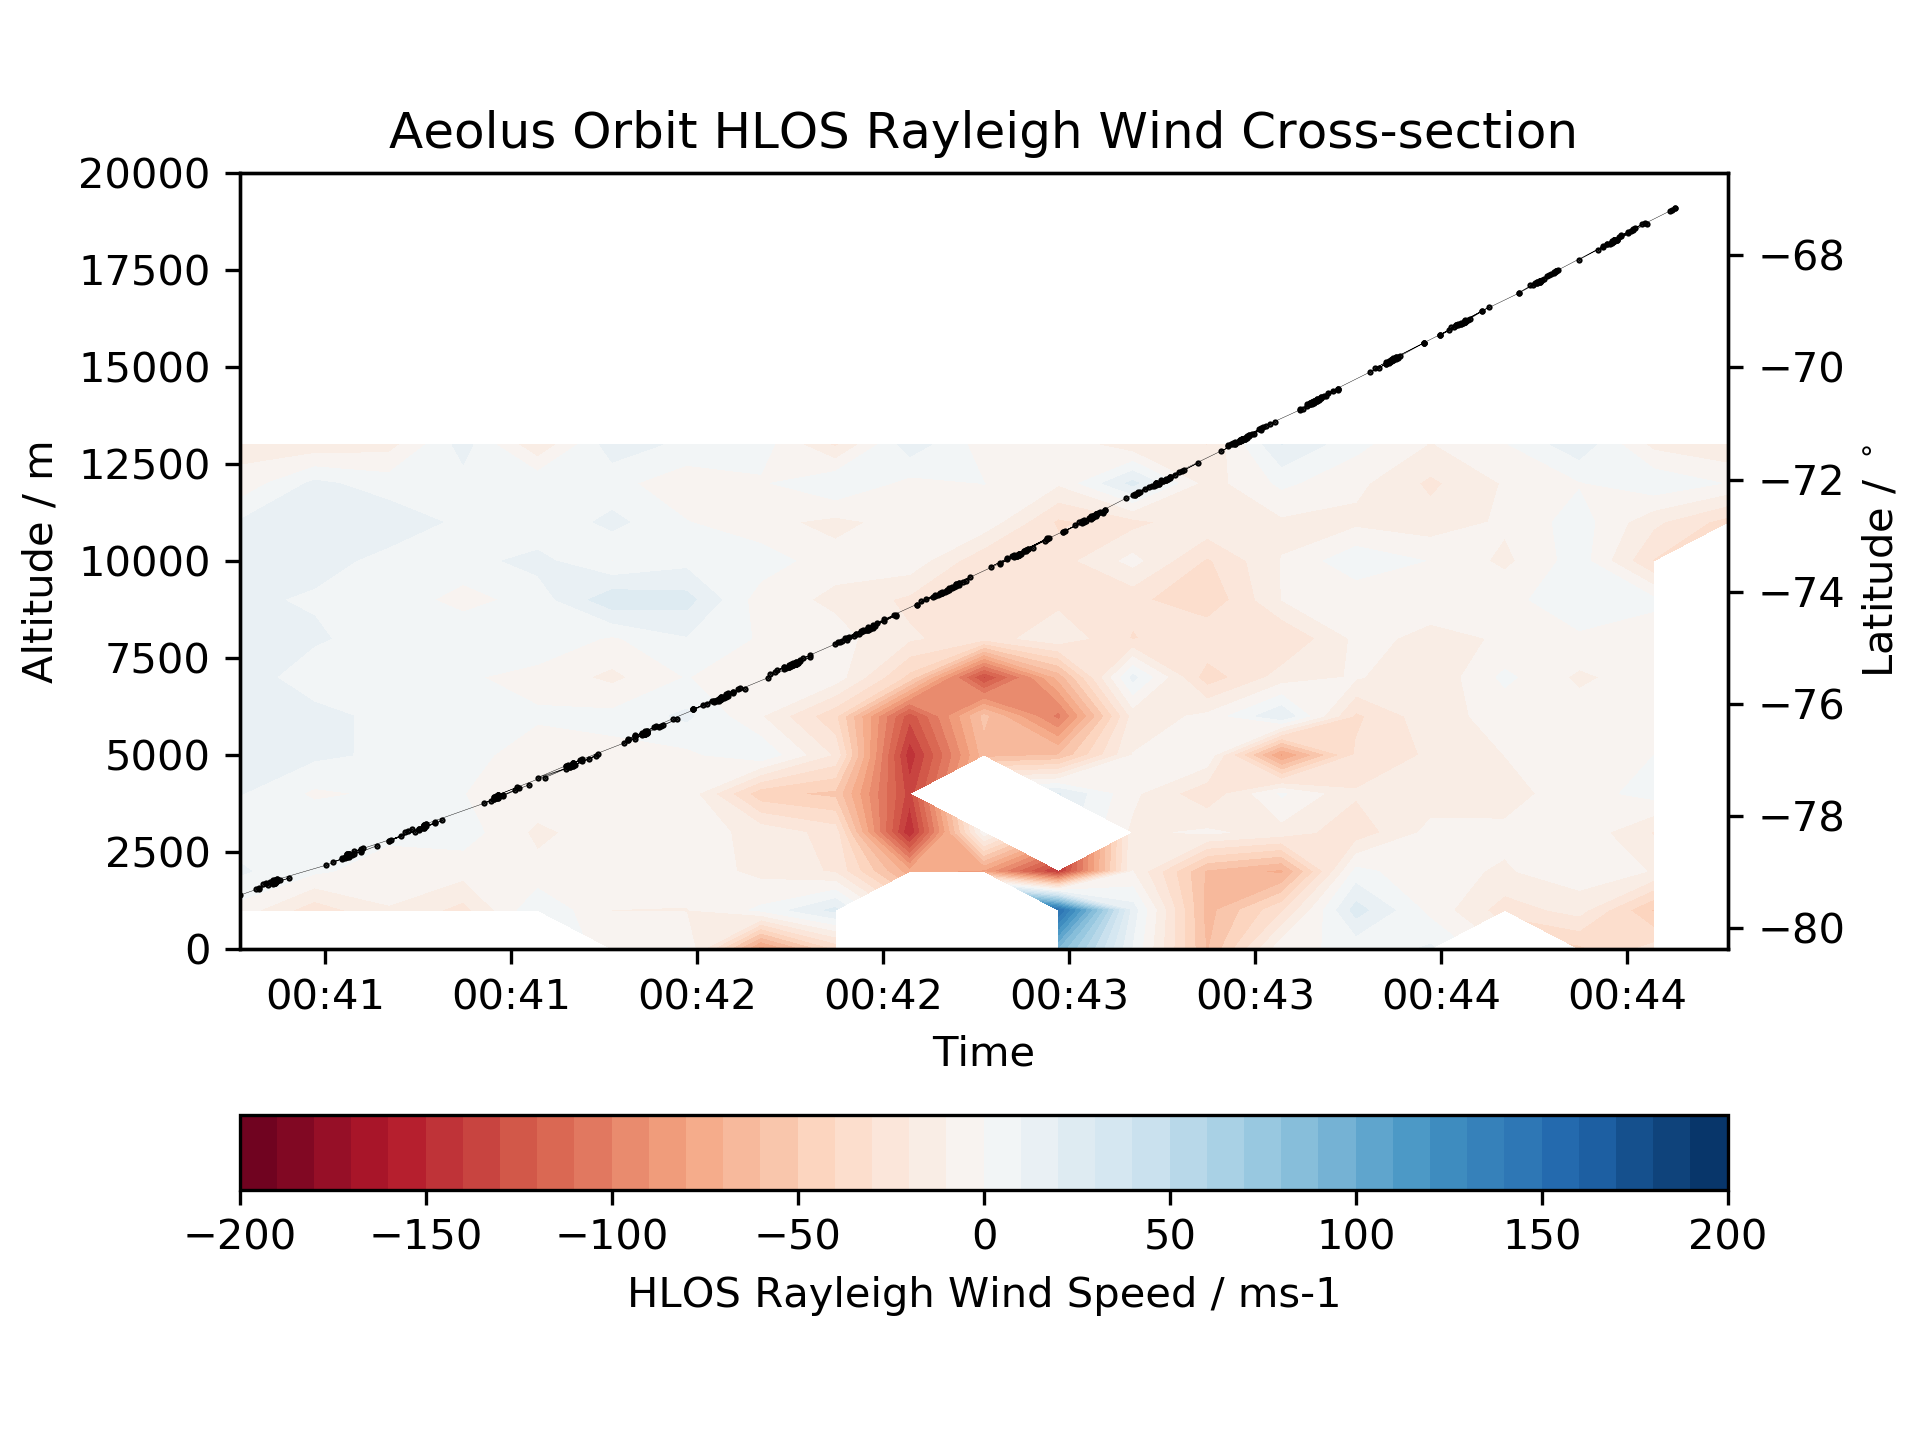 Aeolus Orbit HLOS Rayleigh Wind Cross-section
20000
17500
15000
12500
10000
7500
5000
2500
0
Altitude / m
−68
−70
−72
−74
−76
−78
−80
Latitude / °
00:41 00:41 00:42 00:42 00:43 00:43 00:44 00:44
Time
−200 −150 −100 −50 0 50 100 150 200
HLOS Rayleigh Wind Speed / ms-1